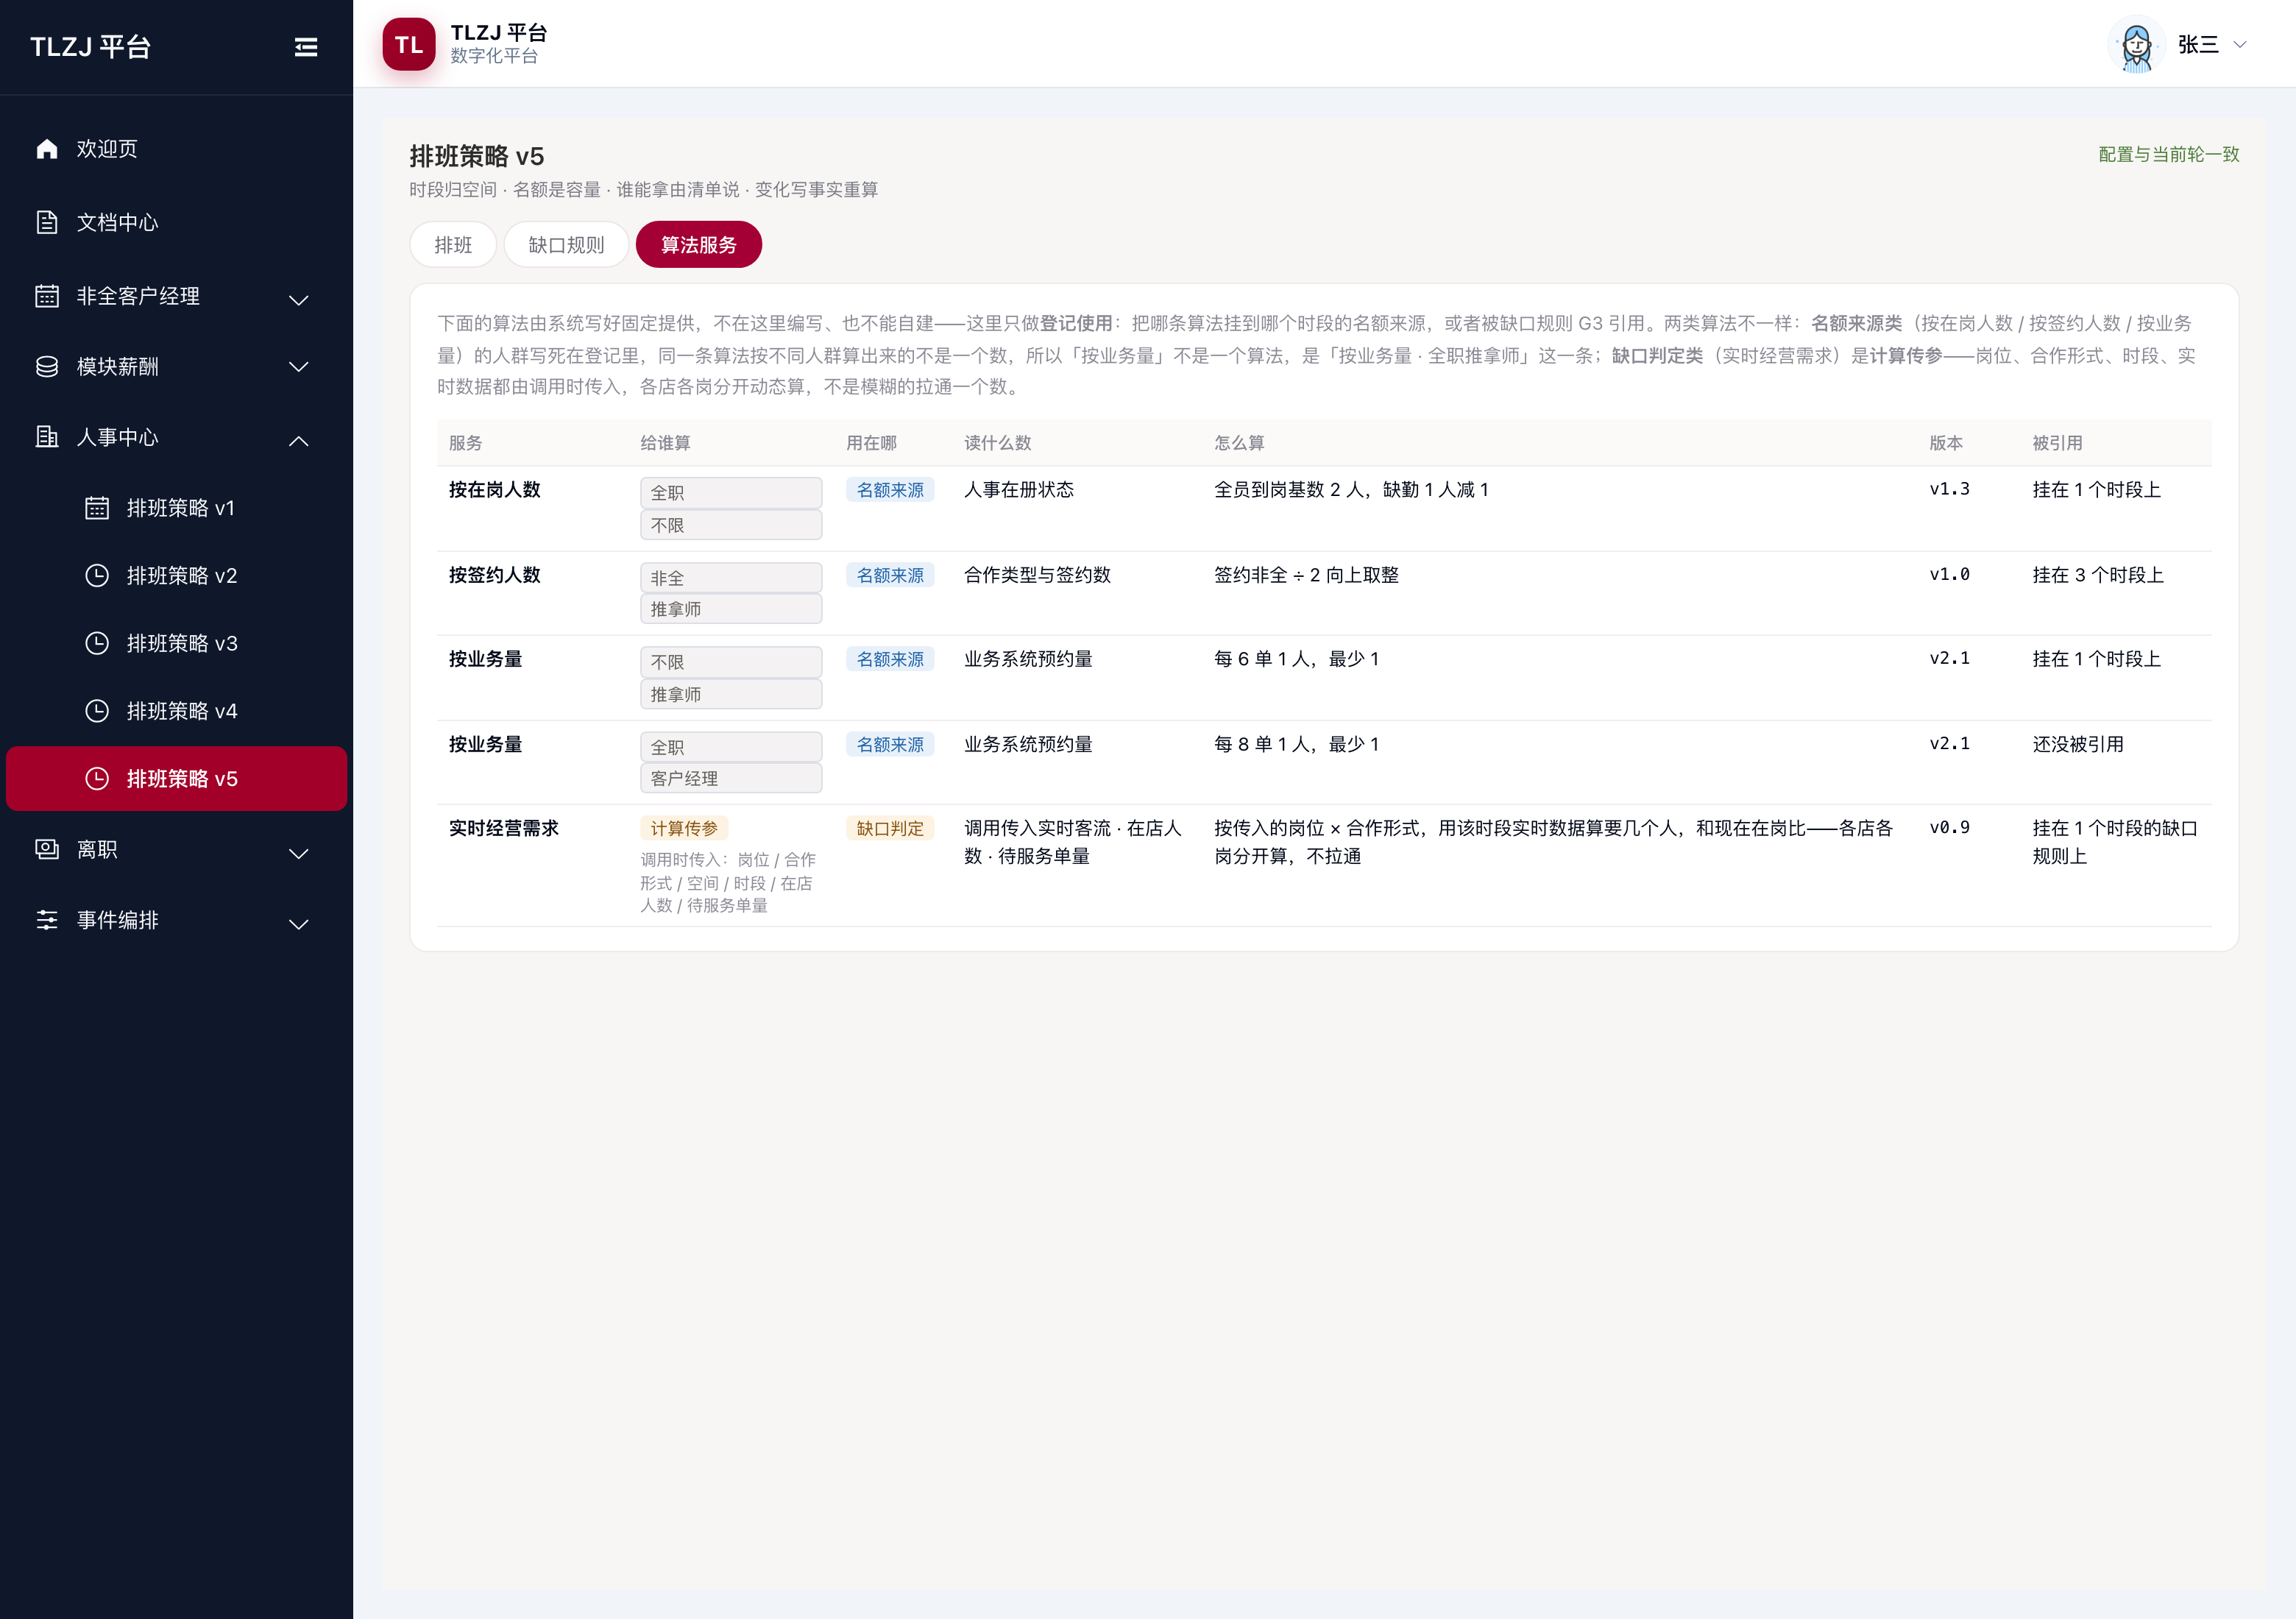 TLZJ 平台
欢迎页
文档中心
非全客户经理
模块薪酬
人事中心
排班策略 v1
排班策略 v2
排班策略 v3
排班策略 v4
排班策略 v5
离职
事件编排
TL
TLZJ 平台
数字化平台
张三
排班策略 v5
配置与当前轮一致
时段归空间 · 名额是容量 · 谁能拿由清单说 · 变化写事实重算
排班
缺口规则
算法服务
下面的算法由系统写好固定提供，不在这里编写、也不能自建——这里只做登记使用：把哪条算法挂到哪个时段的名额来源，或者被缺口规则 G3 引用。两类算法不一样：名额来源类（按在岗人数 / 按签约人数 / 按业务
量）的人群写死在登记里，同一条算法按不同人群算出来的不是一个数，所以「按业务量」不是一个算法，是「按业务量 · 全职推拿师」这一条；缺口判定类（实时经营需求）是计算传参——岗位、合作形式、时段、实
时数据都由调用时传入，各店各岗分开动态算，不是模糊的拉通一个数。
服务 给谁算 用在哪 读什么数 怎么算 版本 被引用
按在岗人数 全职 名额来源 人事在册状态 全员到岗基数 2 人，缺勤 1 人减 1 v1.3 挂在 1 个时段上
不限
按签约人数 非全 名额来源 合作类型与签约数 签约非全 ÷ 2 向上取整 v1.0 挂在 3 个时段上
推拿师
按业务量 不限 名额来源 业务系统预约量 每 6 单 1 人，最少 1 v2.1 挂在 1 个时段上
推拿师
按业务量 全职 名额来源 业务系统预约量 每 8 单 1 人，最少 1 v2.1 还没被引用
客户经理
实时经营需求 计算传参 缺口判定 调用传入实时客流 · 在店人 按传入的岗位 × 合作形式，用该时段实时数据算要几个人，和现在在岗比——各店各 v0.9 挂在 1 个时段的缺口
数 · 待服务单量 岗分开算，不拉通 规则上
调用时传入：岗位 / 合作
形式 / 空间 / 时段 / 在店
人数 / 待服务单量